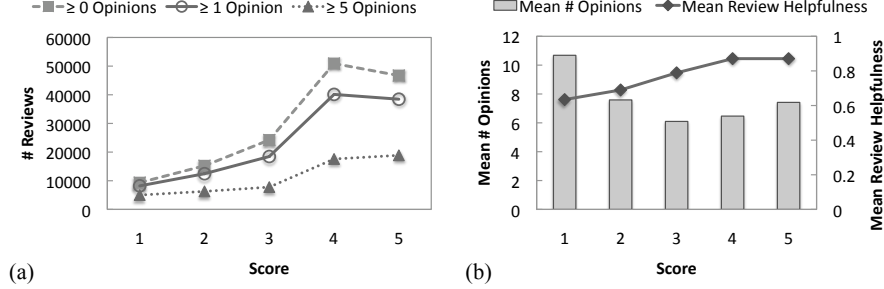 ≥ 0 Opinions ≥ 1 Opinion ≥ 5 Opinions
60000
50000
40000
30000
20000
10000
0
# Reviews
1 2 3 4 5
Score
(a)
Mean # Opinions Mean Review Helpfulness
12
10
8
6
4
2
0
Mean # Opinions
1
0.8
0.6
0.4
0.2
0
Mean Review Helpfulness
1 2 3 4 5
Score
(b)